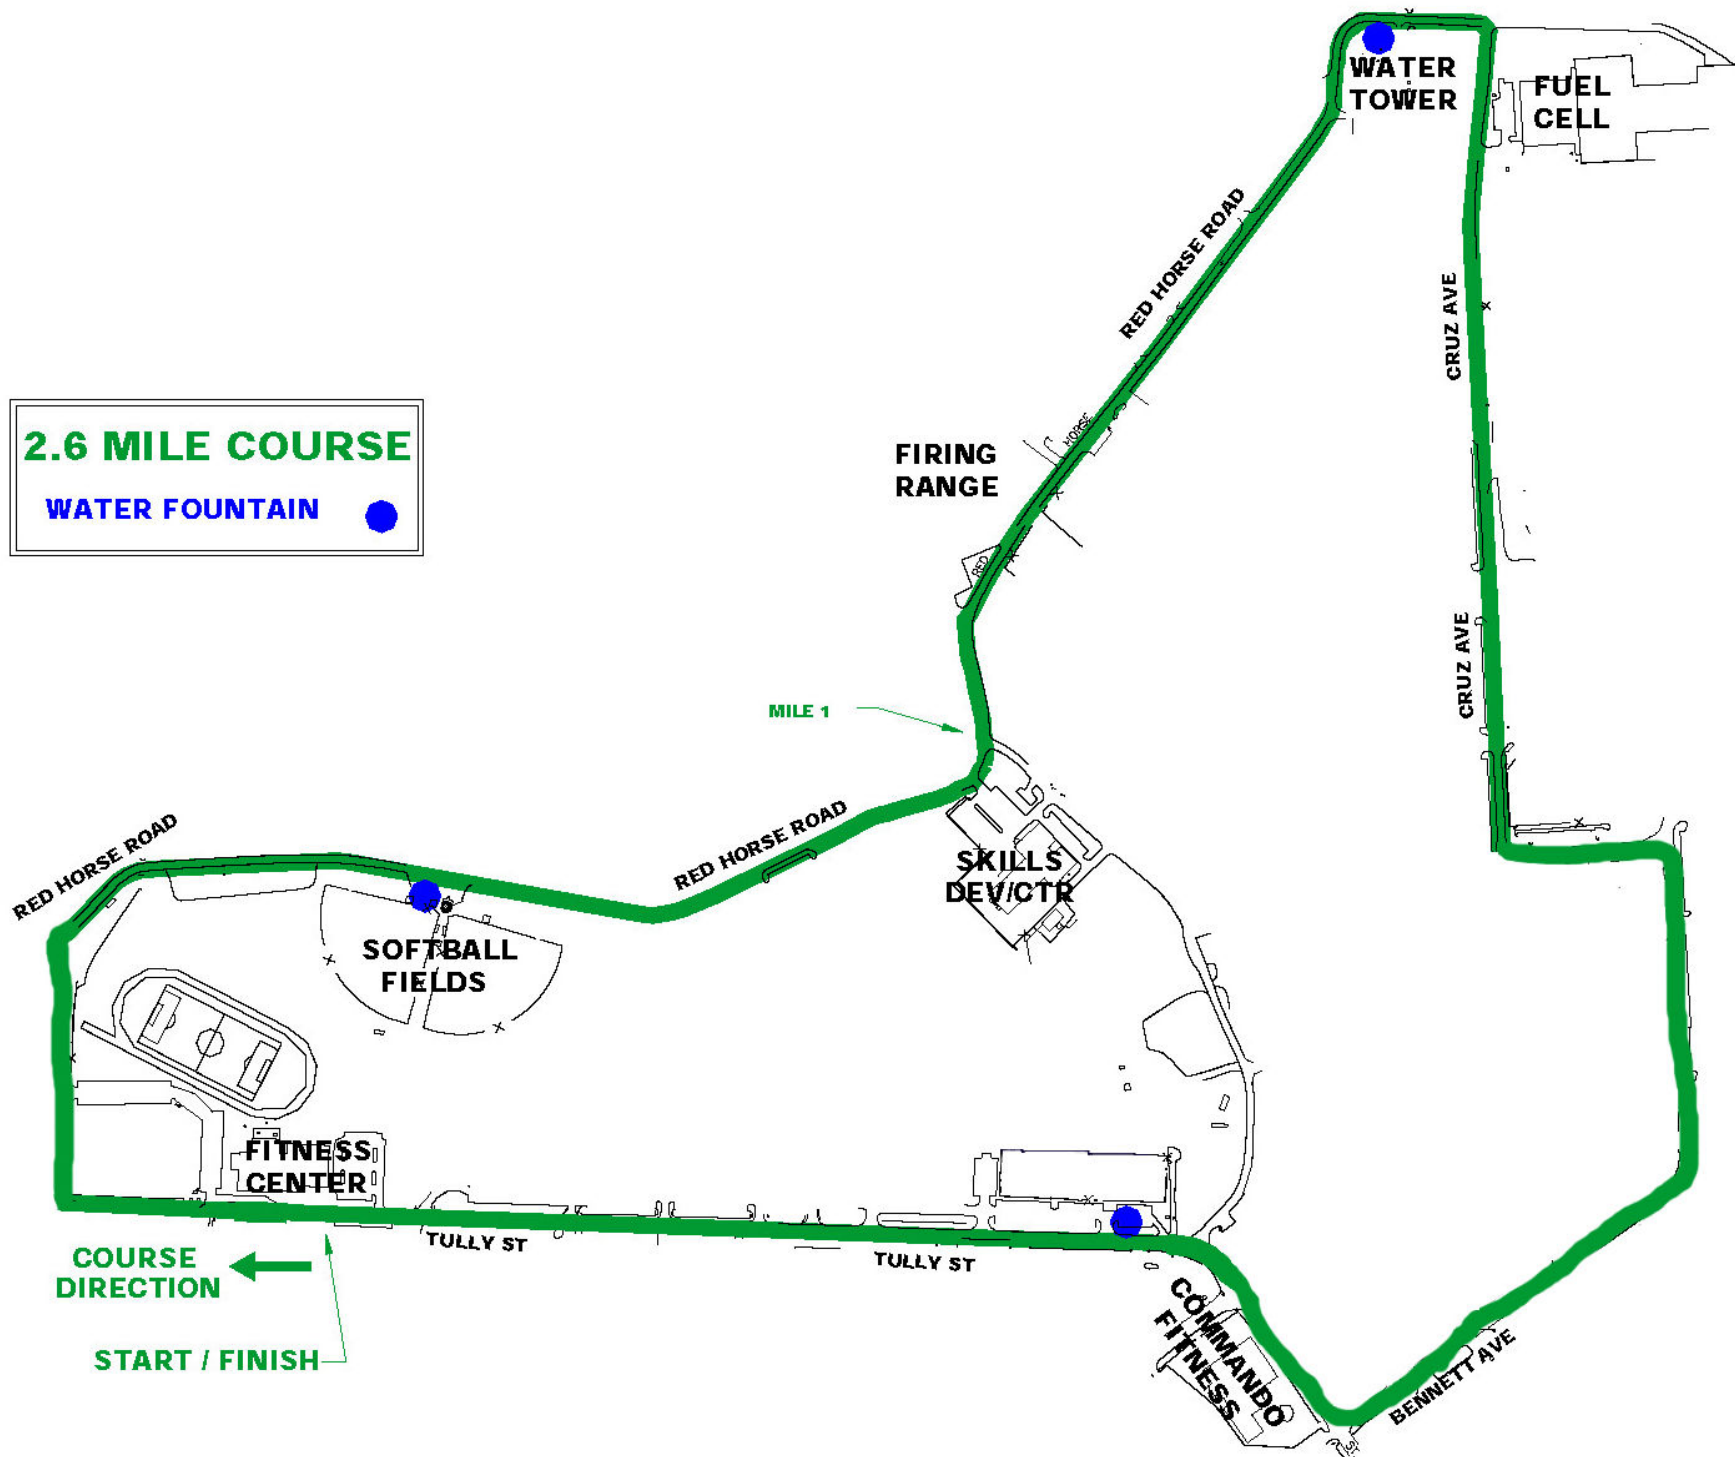 WATER
TOWER
FUEL
CELL
RED HORSE ROAD
CRUZ AVE
2.6 MILE COURSE
WATER FOUNTAIN
FIRING
RANGE
HORSE
RED
CRUZ AVE
MILE 1
RED HORSE ROAD
RED HORSE ROAD
SKILLS
DEV/CTR
SOFTBALL
FIELDS
FITNESS
CENTER
TULLY ST
TULLY ST
COURSE
DIRECTION
START / FINISH
COMMANDO
FITNESS
BENNETT AVE